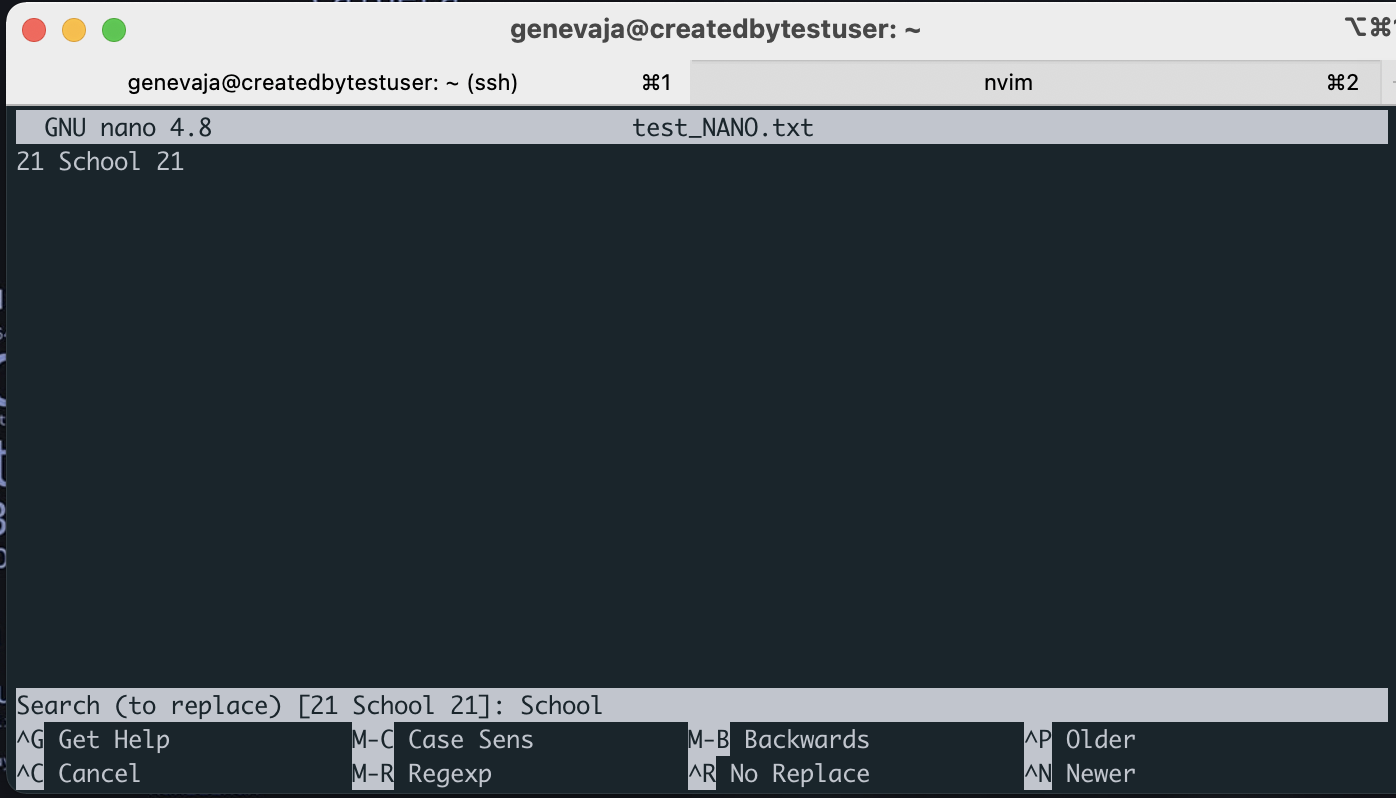 genevaja@createdbytestuser: ~
⌥⌘
genevaja@createdbytestuser: ~ (ssh) ⌘1 nvim ⌘2
GNU nano 4.8 test_NANO.txt
21 School 21
Search (to replace) [21 School 21]: School
^G Get Help M-C Case Sens M-B Backwards ^P Older
^C Cancel M-R Regexp ^R No Replace ^N Newer